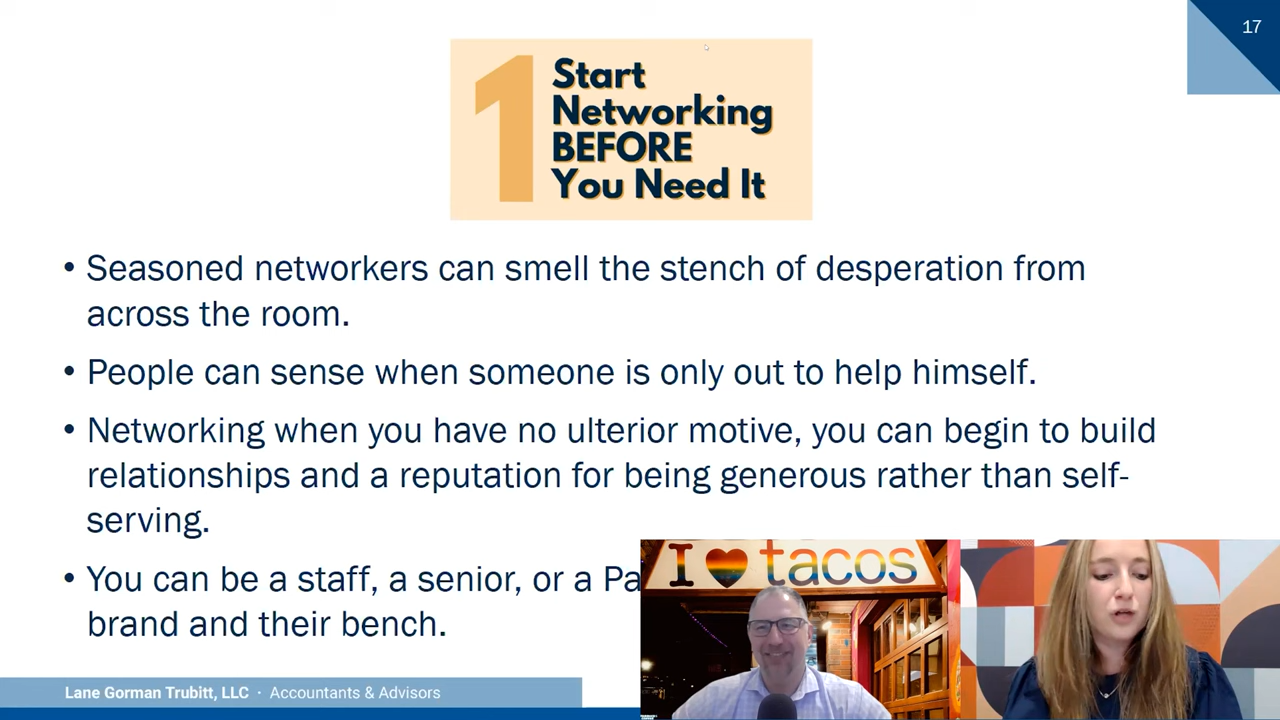 17
1
Start
Networking
BEFORE
You Need It
• Seasoned networkers can smell the stench of desperation from
across the room.
• People can sense when someone is only out to help himself.
• Networking when you have no ulterior motive, you can begin to build
relationships and a reputation for being generous rather than self-
serving.
• You can be a staff, a senior, or a Pa
brand and their bench.
I ❤ tacos
Lane Gorman Trubitt, LLC · Accountants & Advisors